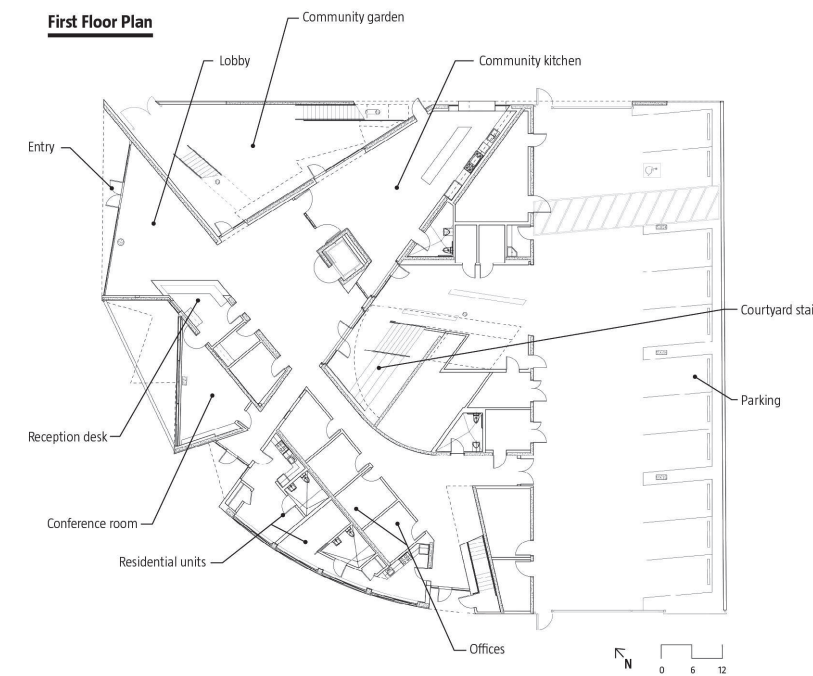 First Floor Plan
Community garden
Lobby
Community kitchen
Entry
Courtyard stai
Parking
Reception desk
Conference room
Residential units
Offices
N
0 6 12